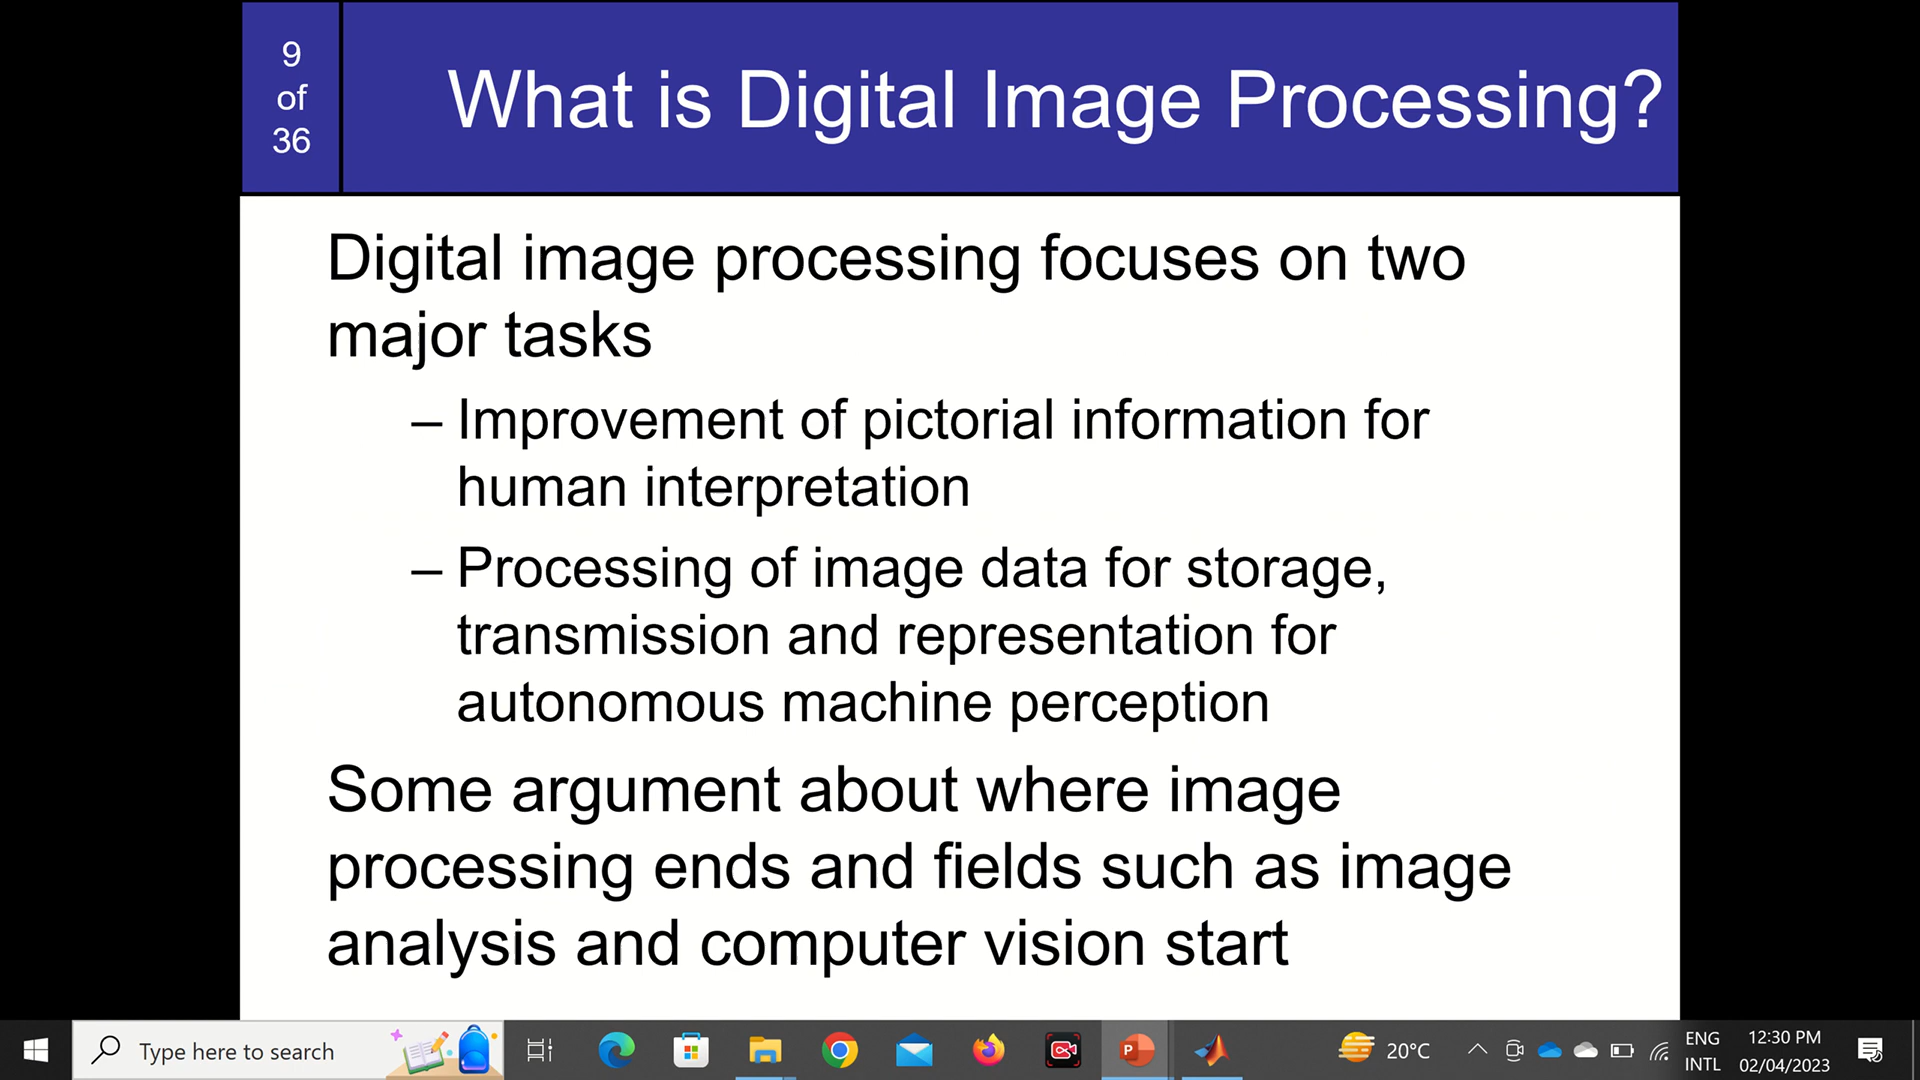 9
of
36
What is Digital Image Processing?
Digital image processing focuses on two
major tasks
– Improvement of pictorial information for
human interpretation
– Processing of image data for storage,
transmission and representation for
autonomous machine perception
Some argument about where image
processing ends and fields such as image
analysis and computer vision start
Type here to search
20°C
ENG
INTL
12:30 PM
02/04/2023